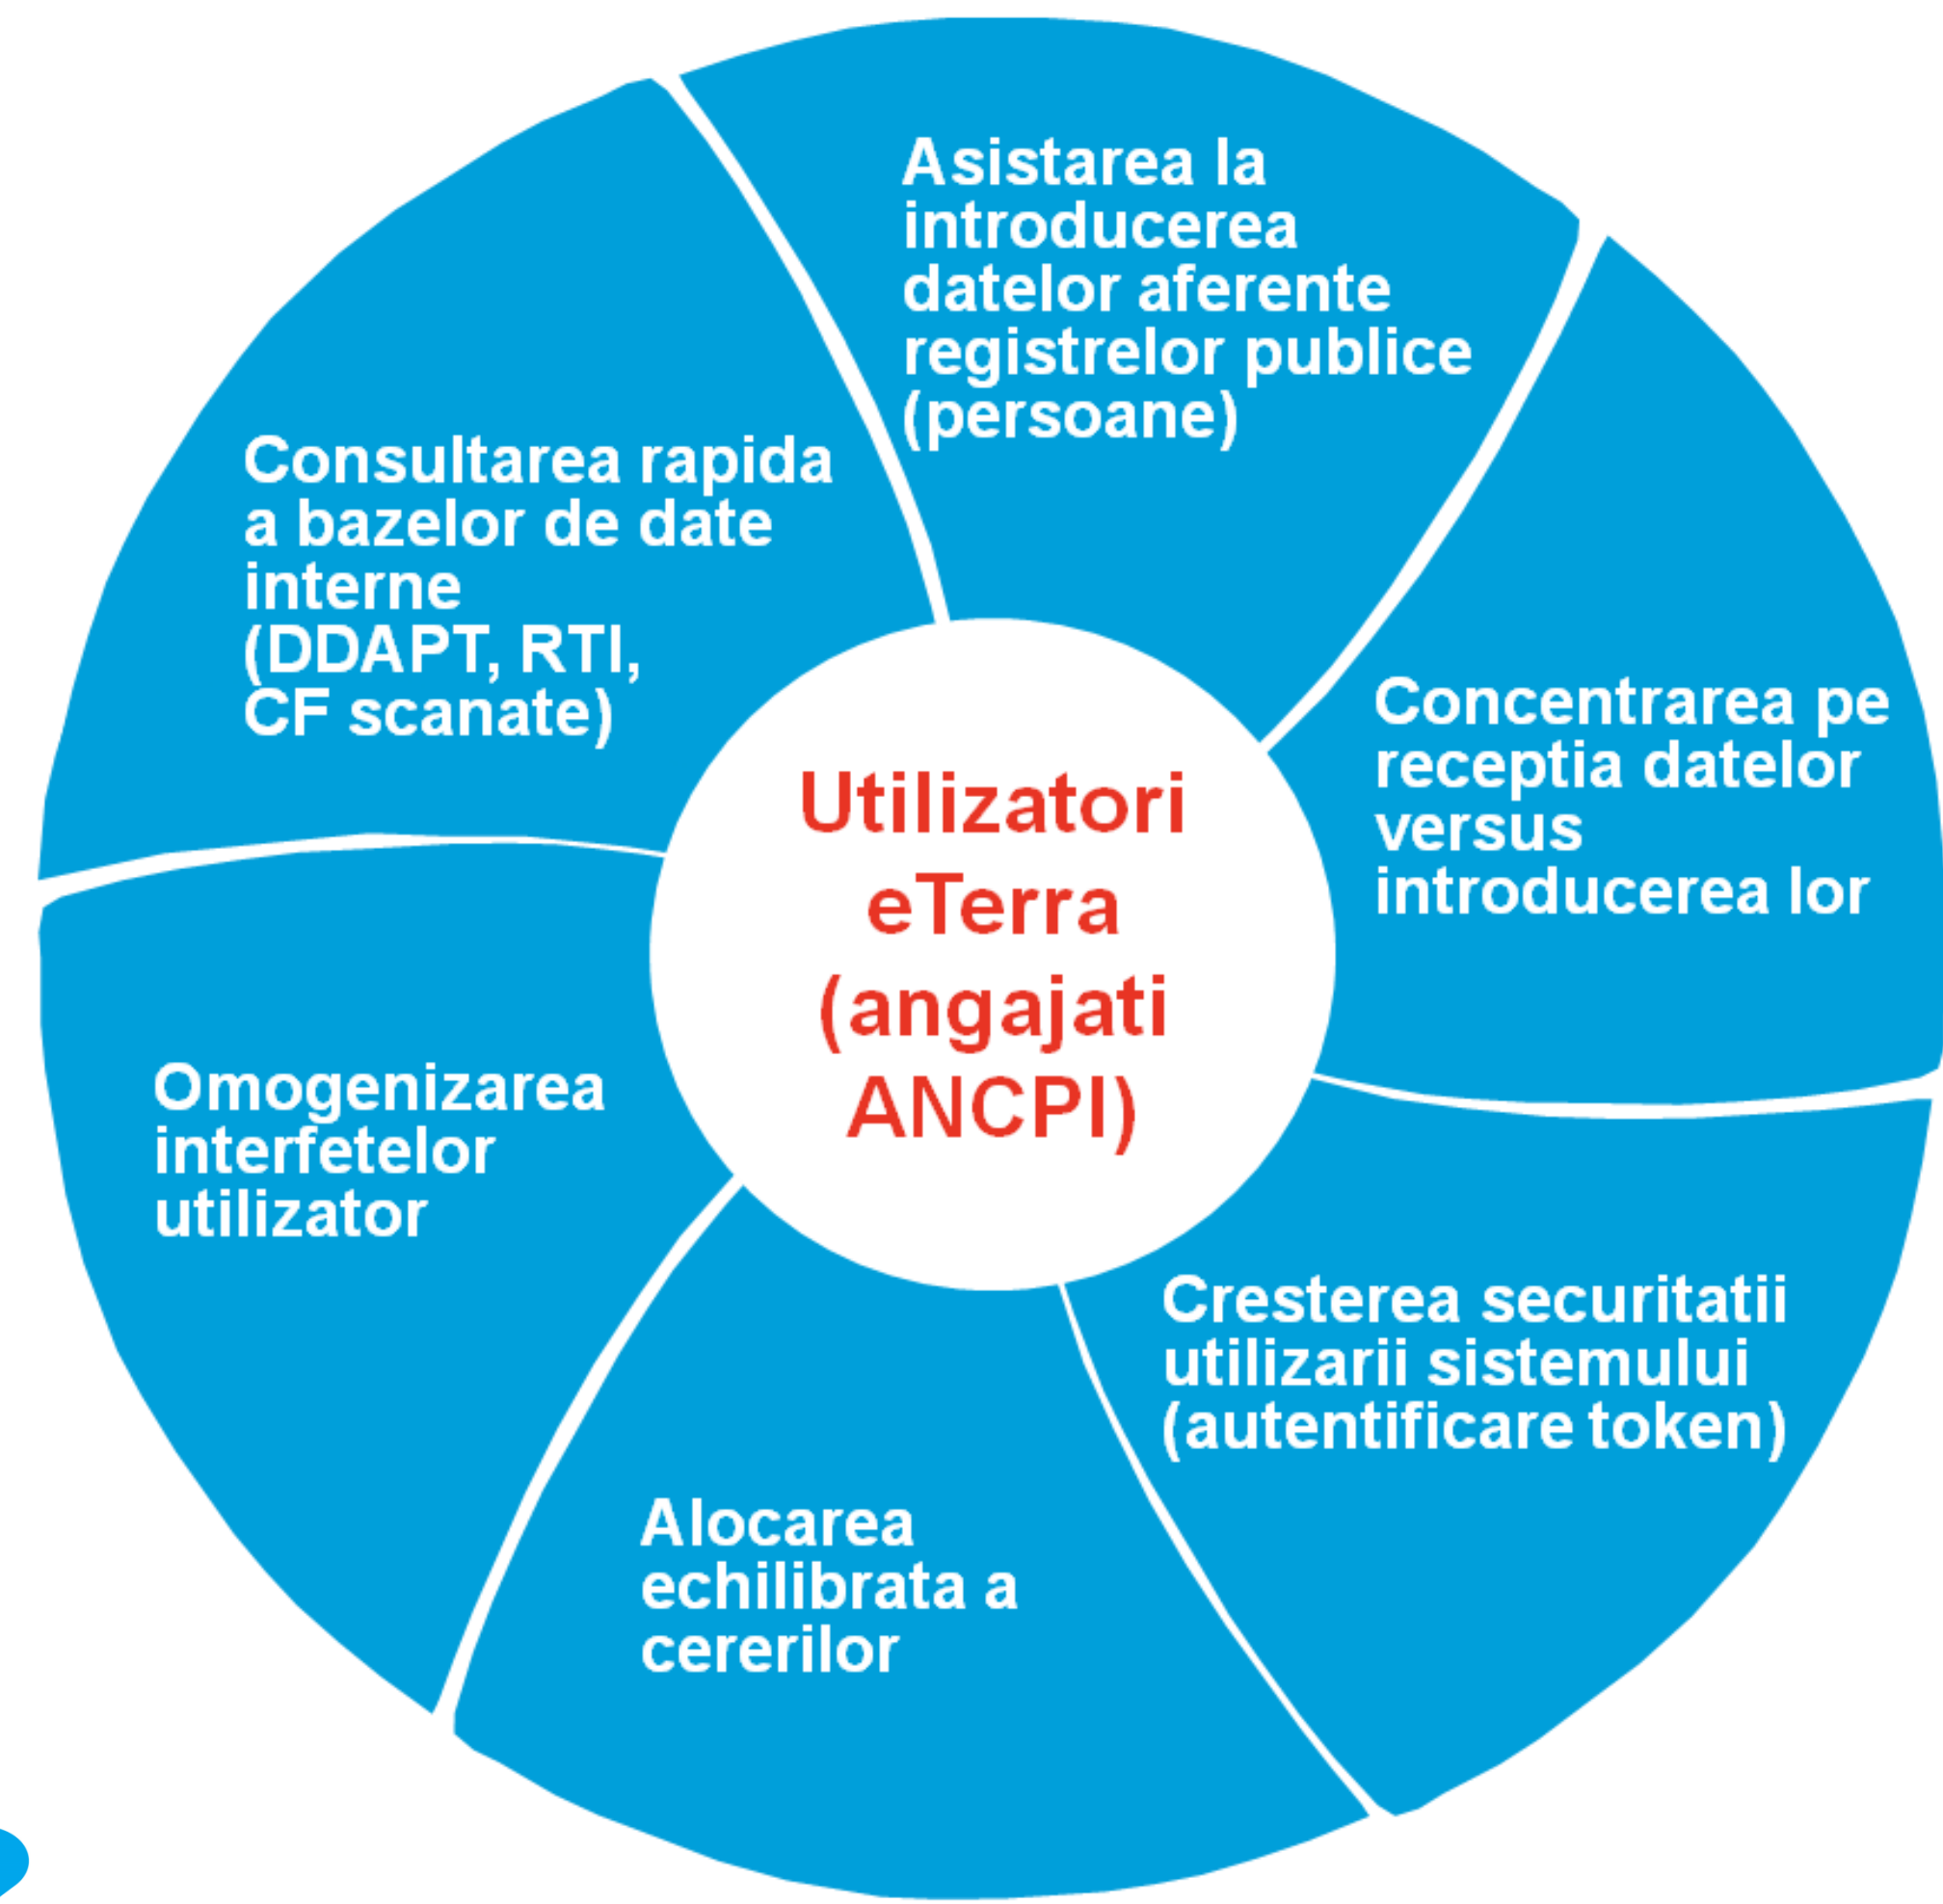 Asistarea la
introducerea
datelor aferente
registrelor publice
(persoane)
Concentrarea pe
receptia datelor
versus
introducerea lor
Cresterea securitatii
utilizarii sistemului
(autentificare token)
Alocarea
echilibrata a
cererilor
Omogenizarea
interfetelor
utilizator
Consultarea rapida
a bazelor de date
interne
(DDAPT, RTI,
CF scanate)
Utilizatori
eTerra
(angajati
ANCPI)